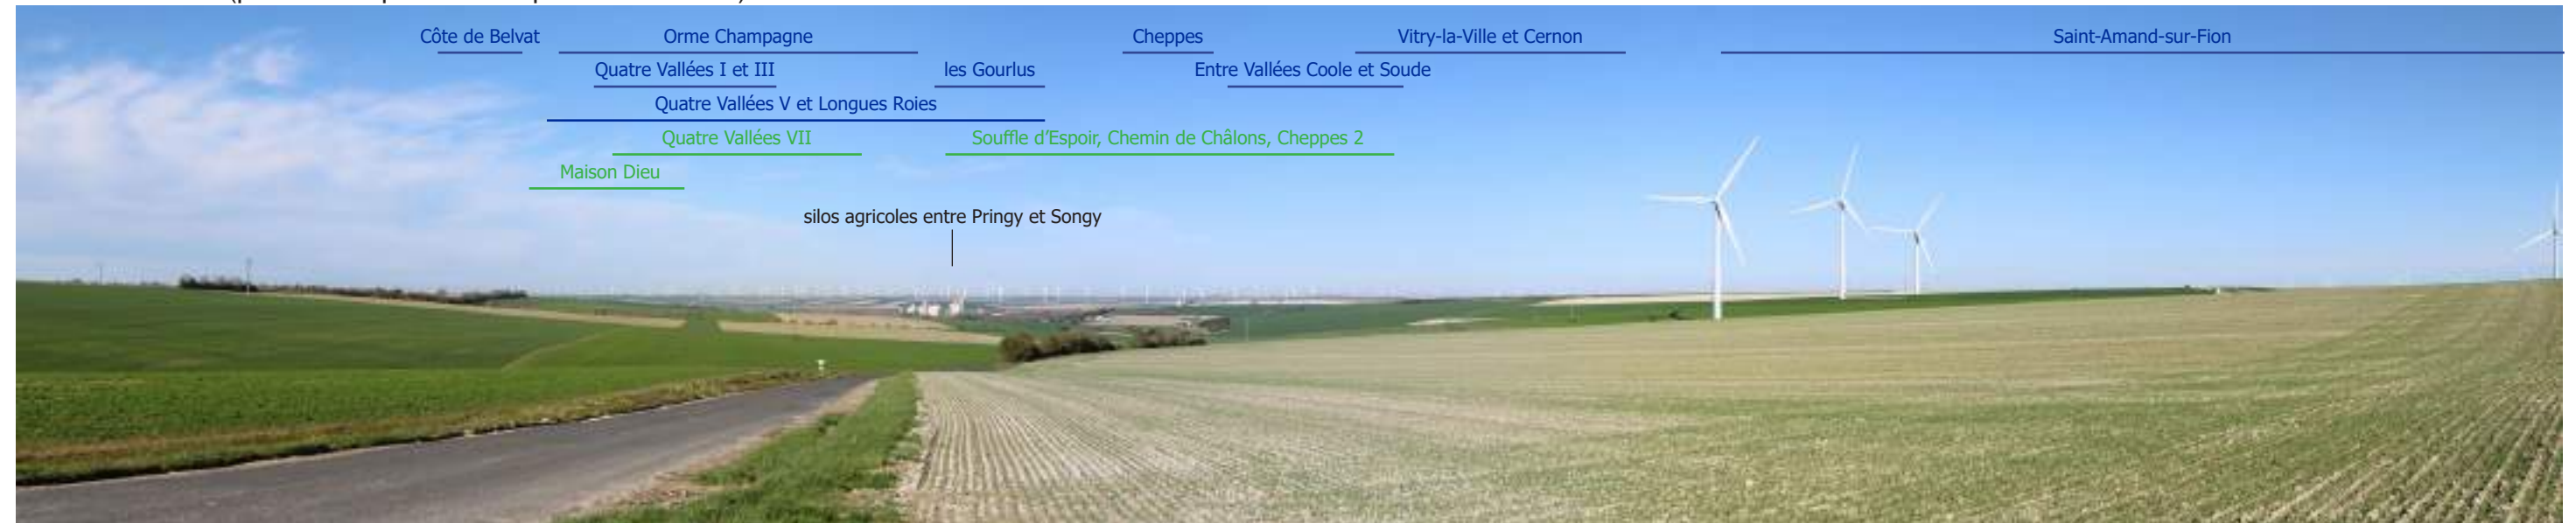 Côte de Belvat
Orme Champagne
Cheppes
Vitry-la-Ville et Cernon
Saint-Amand-sur-Fion
Quatre Vallées I et III
les Gourlus
Entre Vallées Coole et Soude
Quatre Vallées V et Longues Roies
Quatre Vallées VII
Souffle d'Espoir, Chemin de Châlons, Cheppes 2
Maison Dieu
silos agricoles entre Pringy et Songy